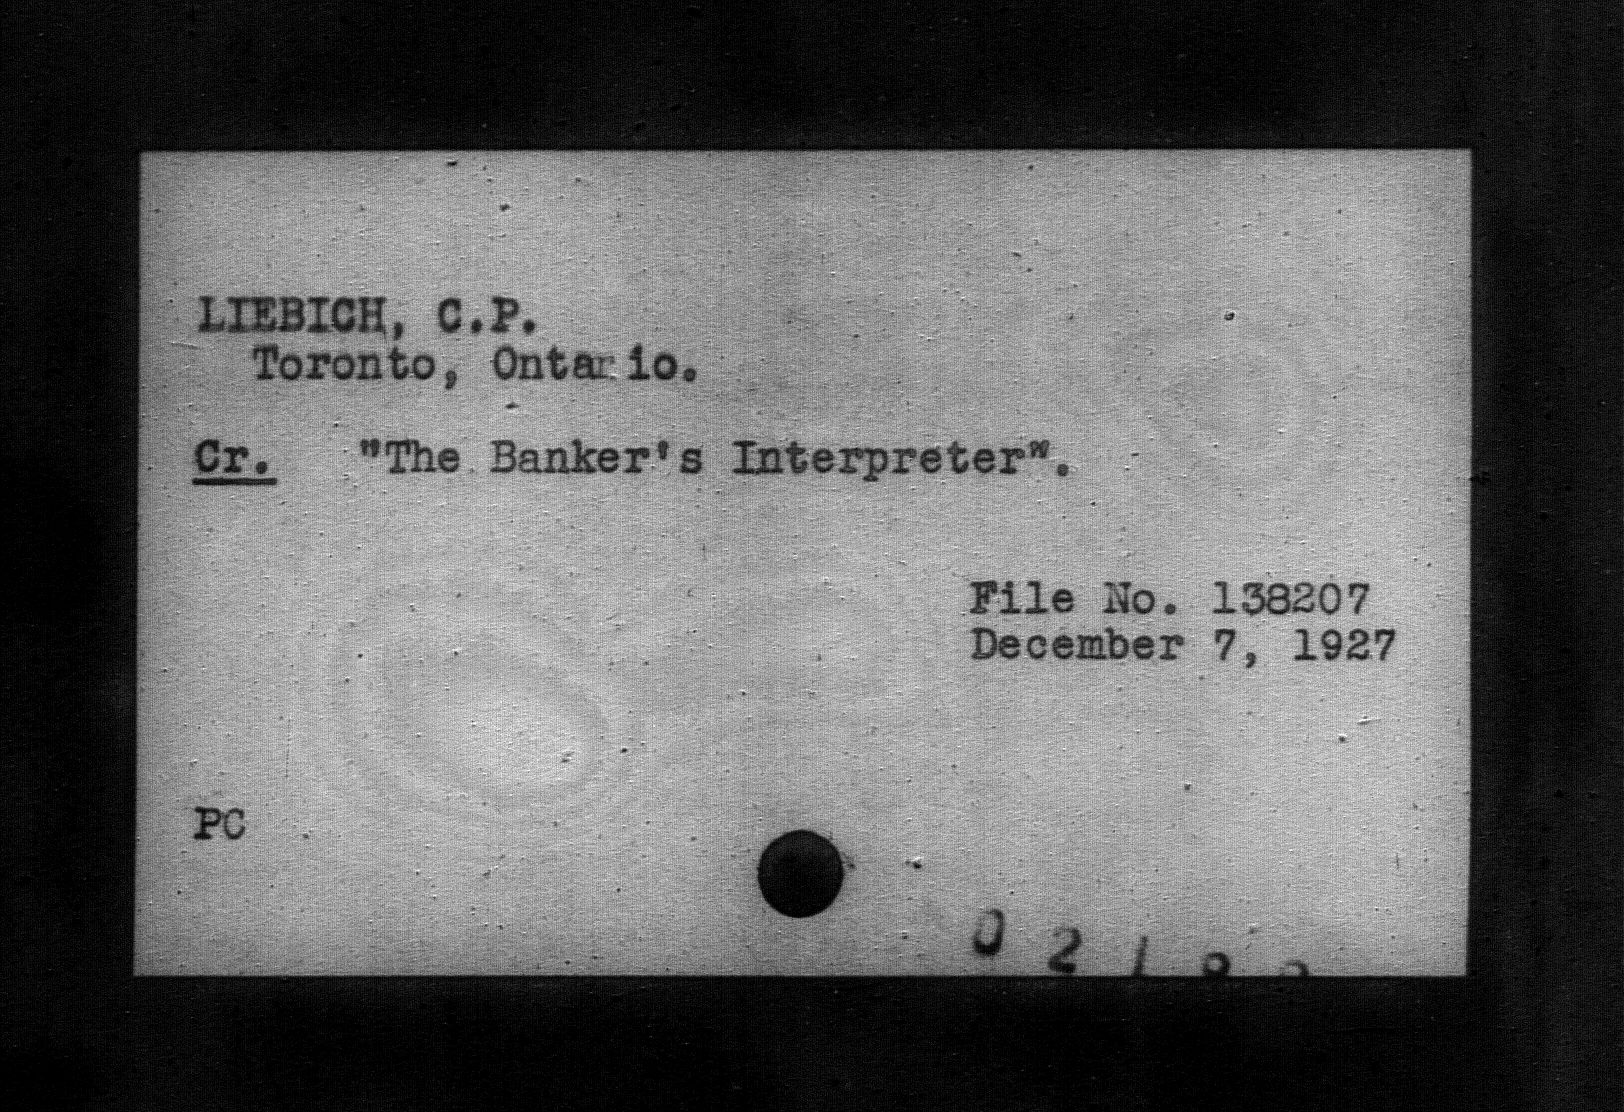 LIEBICH, C.P.
Toronto, Ontario.
Cr. "The Banker's Interpreter".
File No. 138207
December 7, 1927
PC